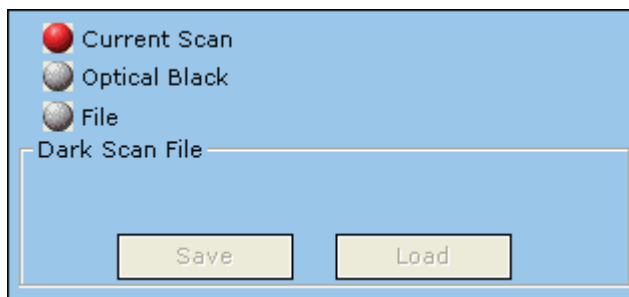 Current Scan
Optical Black
File
Dark Scan File
Save Load